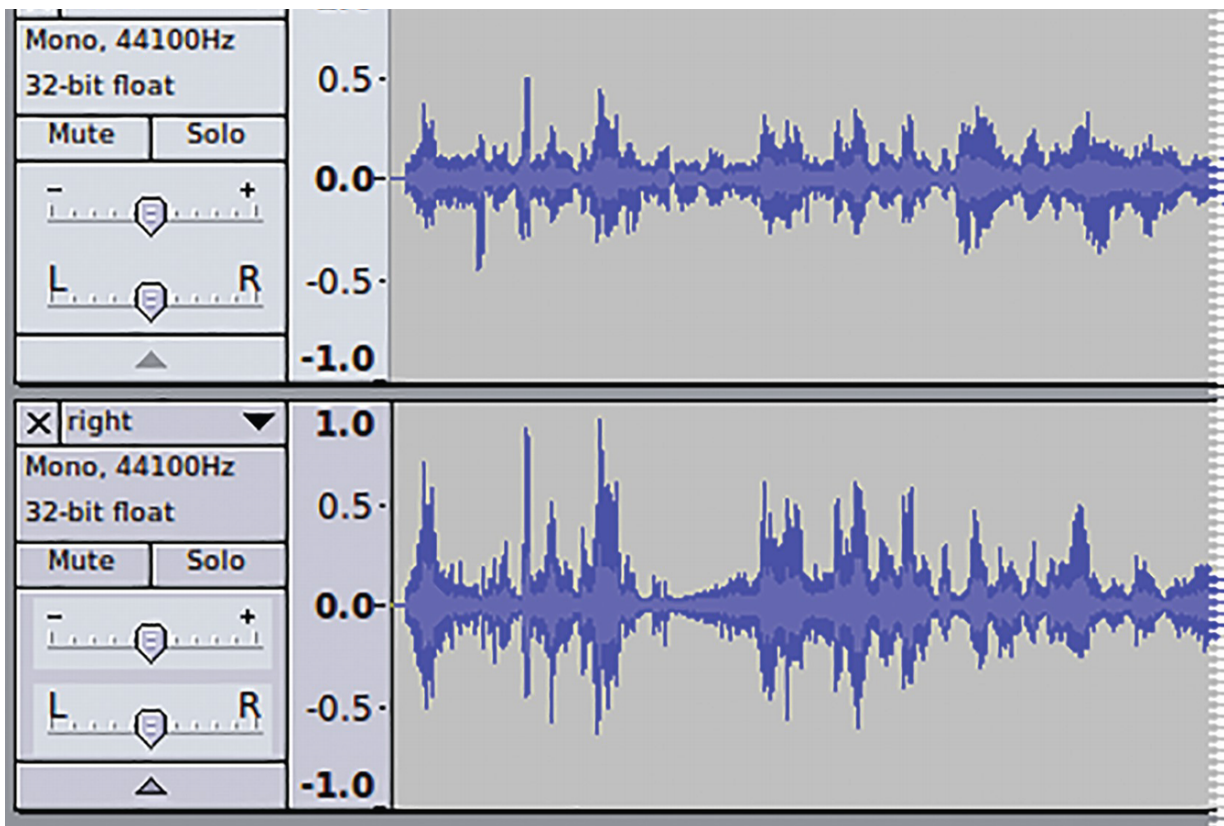 Mono, 44100Hz
32-bit float
Mute Solo
- +
L R
0.5
0.0
-0.5
-1.0
X right
Mono, 44100Hz
32-bit float
Mute Solo
- +
L R
1.0
0.5
0.0
-0.5
-1.0